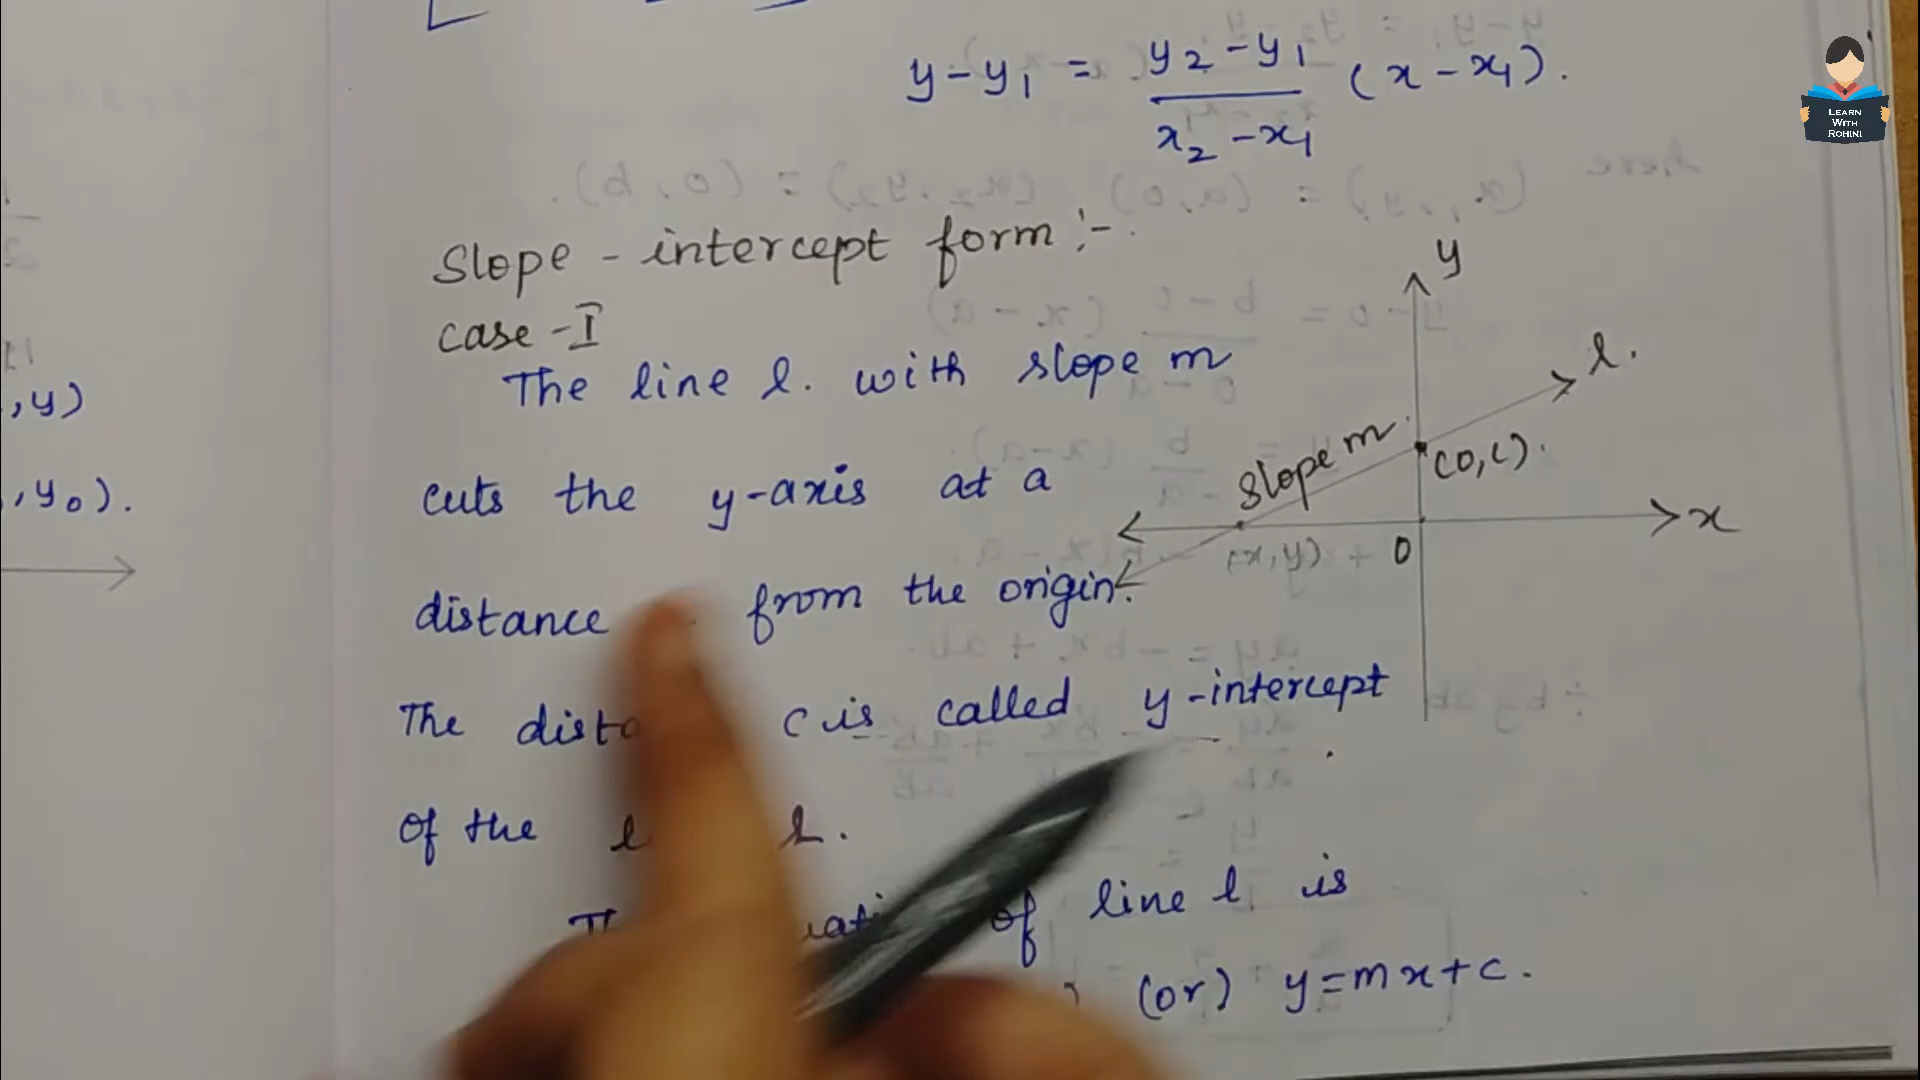 y - y₁ = y₂ - y₁ / x₂ - x₁ (x - x₁).
LEARN
WITH
ROHINI
Slope - intercept form :-
case - I
The line l. with slope m
cuts the y-axis at a
distance from the origin.
The c is called y-intercept
of the l.
of line l is
(or) y = mx + c.
y
l.
slope m
(0, c).
x
(x, y)
0
, y)
, y₀).